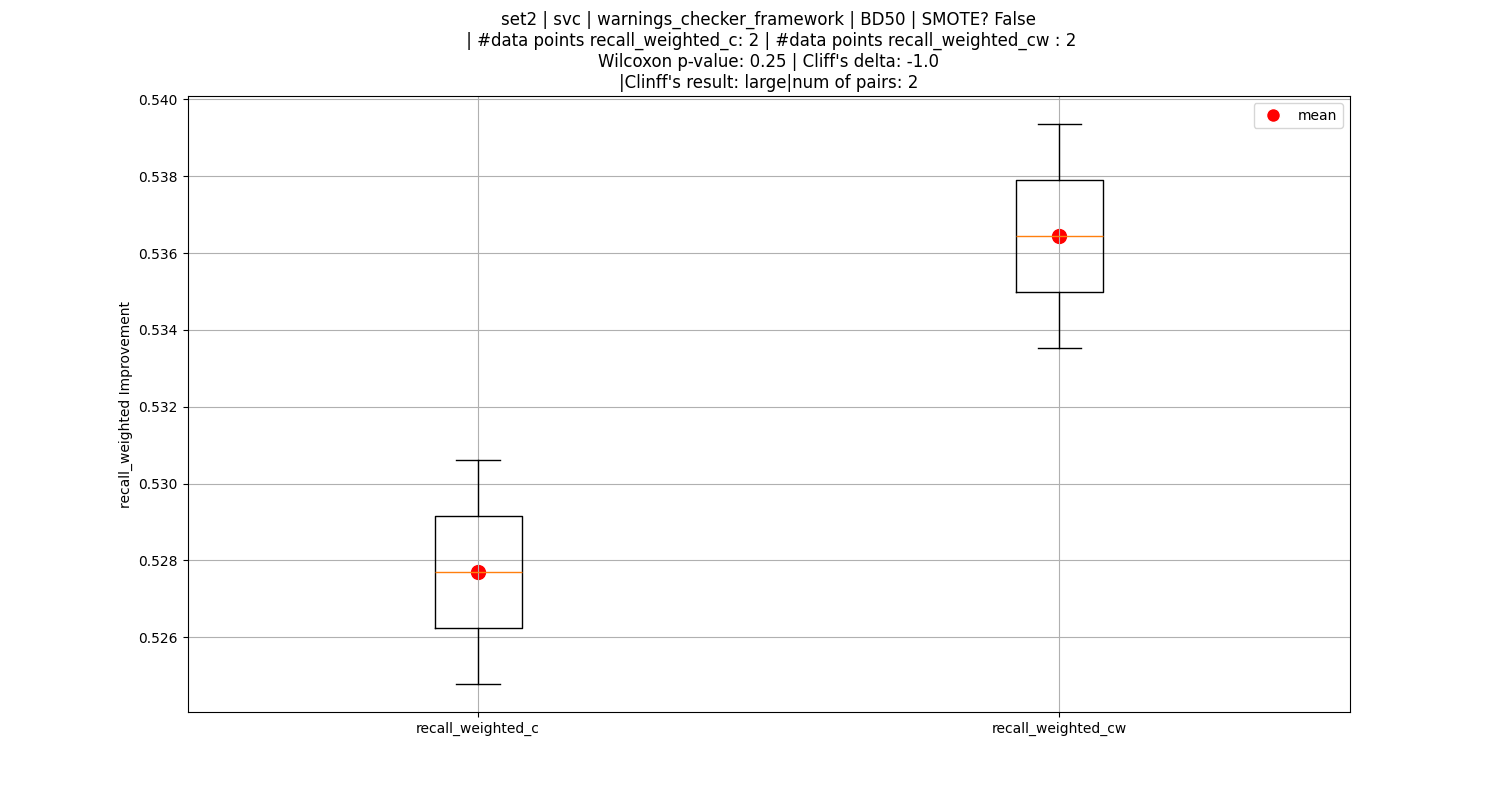 set2 | svc | warnings_checker_framework | BD50 | SMOTE? False
| #data points recall_weighted_c: 2 | #data points recall_weighted_cw : 2
Wilcoxon p-value: 0.25 | Cliff's delta: -1.0
|Clinff's result: large|num of pairs: 2
mean
recall_weighted Improvement
0.540
0.538
0.536
0.534
0.532
0.530
0.528
0.526
recall_weighted_c
recall_weighted_cw